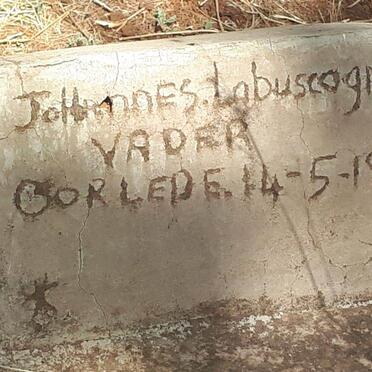 Johannes. Labuscagn
VADER
OORLEDE. 14-5-19